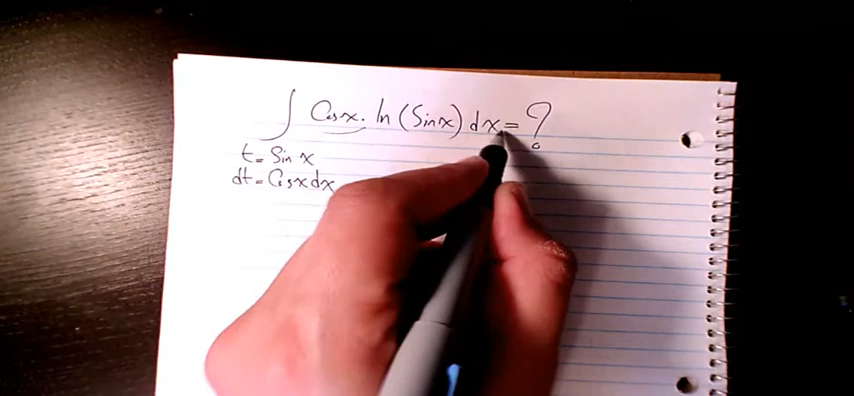 ∫ Cosx. ln (Sinx) dx = ?
t = Sin x
dt = Cosx dx